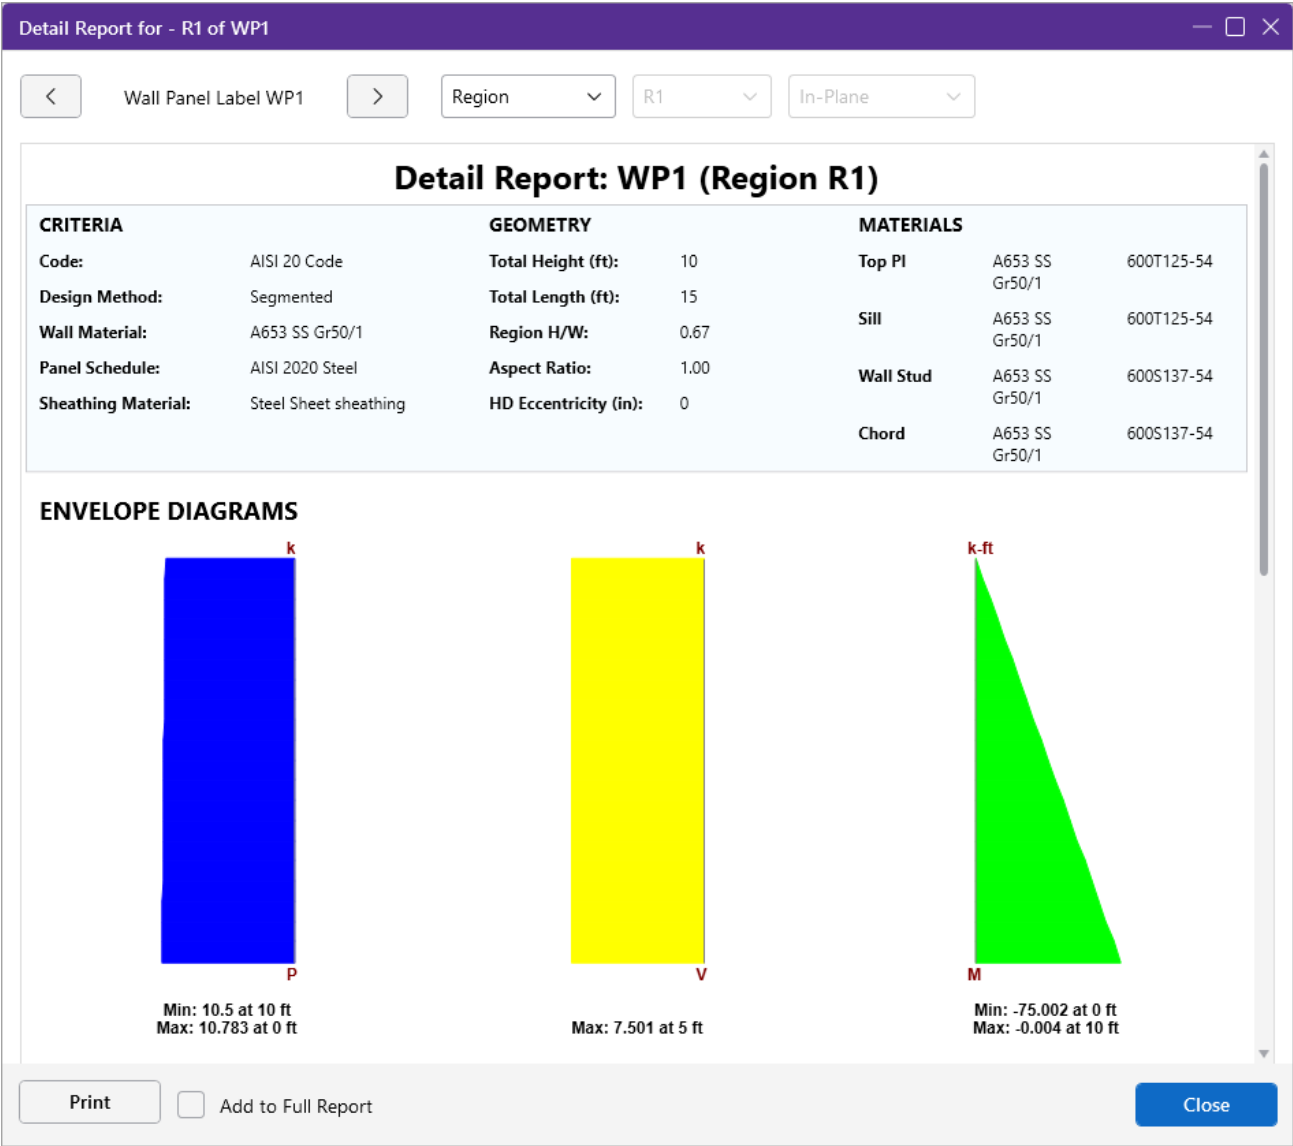 Detail Report for - R1 of WP1
Wall Panel Label WP1
Region
R1
In-Plane
Detail Report: WP1 (Region R1)
CRITERIA
Code: AISI 20 Code
Design Method: Segmented
Wall Material: A653 SS Gr50/1
Panel Schedule: AISI 2020 Steel
Sheathing Material: Steel Sheet sheathing
GEOMETRY
Total Height (ft): 10
Total Length (ft): 15
Region H/W: 0.67
Aspect Ratio: 1.00
HD Eccentricity (in): 0
MATERIALS
Top Pl A653 SS 600T125-54
Gr50/1
Sill A653 SS 600T125-54
Gr50/1
Wall Stud A653 SS 600S137-54
Gr50/1
Chord A653 SS 600S137-54
Gr50/1
ENVELOPE DIAGRAMS
k
P
Min: 10.5 at 10 ft
Max: 10.783 at 0 ft
k
V
Max: 7.501 at 5 ft
k-ft
M
Min: -75.002 at 0 ft
Max: -0.004 at 10 ft
Print
Add to Full Report
Close